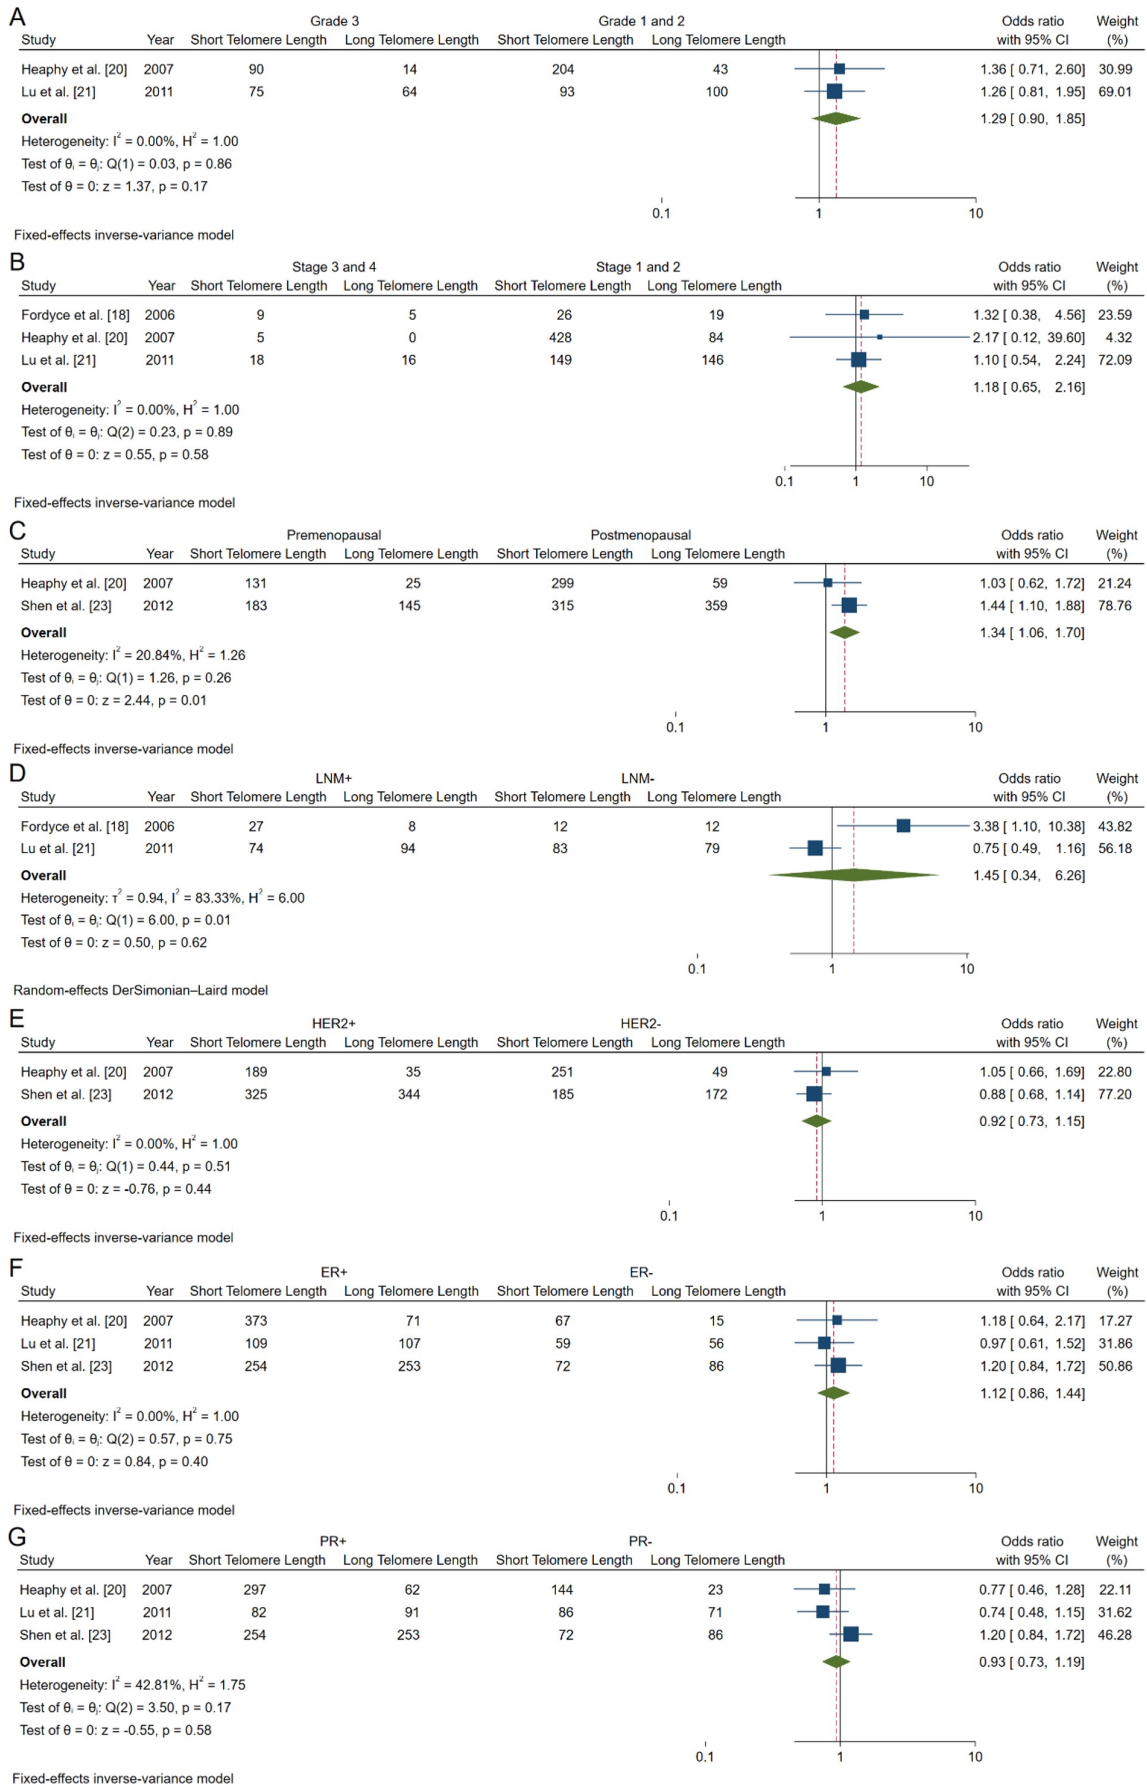 A
Grade 3 Grade 1 and 2 Odds ratio Weight
Study Year Short Telomere Length Long Telomere Length Short Telomere Length Long Telomere Length with 95% CI (%)
Heaphy et al. [20] 2007 90 14 204 43 1.36 [ 0.71, 2.60] 30.99
Lu et al. [21] 2011 75 64 93 100 1.26 [ 0.81, 1.95] 69.01
Overall 1.29 [ 0.90, 1.85]
Heterogeneity: I² = 0.00%, H² = 1.00
Test of θᵢ = θⱼ: Q(1) = 0.03, p = 0.86
Test of θ = 0: z = 1.37, p = 0.17
0.1 1 10
Fixed-effects inverse-variance model
B
Stage 3 and 4 Stage 1 and 2 Odds ratio Weight
Study Year Short Telomere Length Long Telomere Length Short Telomere Length Long Telomere Length with 95% CI (%)
Fordyce et al. [18] 2006 9 5 26 19 1.32 [ 0.38, 4.56] 23.59
Heaphy et al. [20] 2007 5 0 428 84 2.17 [ 0.12, 39.60] 4.32
Lu et al. [21] 2011 18 16 149 146 1.10 [ 0.54, 2.24] 72.09
Overall 1.18 [ 0.65, 2.16]
Heterogeneity: I² = 0.00%, H² = 1.00
Test of θᵢ = θⱼ: Q(2) = 0.23, p = 0.89
Test of θ = 0: z = 0.55, p = 0.58
0.1 1 10
Fixed-effects inverse-variance model
C
Premenopausal Postmenopausal Odds ratio Weight
Study Year Short Telomere Length Long Telomere Length Short Telomere Length Long Telomere Length with 95% CI (%)
Heaphy et al. [20] 2007 131 25 299 59 1.03 [ 0.62, 1.72] 21.24
Shen et al. [23] 2012 183 145 315 359 1.44 [ 1.10, 1.88] 78.76
Overall 1.34 [ 1.06, 1.70]
Heterogeneity: I² = 20.84%, H² = 1.26
Test of θᵢ = θⱼ: Q(1) = 1.26, p = 0.26
Test of θ = 0: z = 2.44, p = 0.01
0.1 1 10
Fixed-effects inverse-variance model
D
LNM+ LNM- Odds ratio Weight
Study Year Short Telomere Length Long Telomere Length Short Telomere Length Long Telomere Length with 95% CI (%)
Fordyce et al. [18] 2006 27 8 12 12 3.38 [ 1.10, 10.38] 43.82
Lu et al. [21] 2011 74 94 83 79 0.75 [ 0.49, 1.16] 56.18
Overall 1.45 [ 0.34, 6.26]
Heterogeneity: τ² = 0.94, I² = 83.33%, H² = 6.00
Test of θᵢ = θⱼ: Q(1) = 6.00, p = 0.01
Test of θ = 0: z = 0.50, p = 0.62
0.1 1 10
Random-effects DerSimonian–Laird model
E
HER2+ HER2- Odds ratio Weight
Study Year Short Telomere Length Long Telomere Length Short Telomere Length Long Telomere Length with 95% CI (%)
Heaphy et al. [20] 2007 189 35 251 49 1.05 [ 0.66, 1.69] 22.80
Shen et al. [23] 2012 325 344 185 172 0.88 [ 0.68, 1.14] 77.20
Overall 0.92 [ 0.73, 1.15]
Heterogeneity: I² = 0.00%, H² = 1.00
Test of θᵢ = θⱼ: Q(1) = 0.44, p = 0.51
Test of θ = 0: z = -0.76, p = 0.44
0.1 1 10
Fixed-effects inverse-variance model
F
ER+ ER- Odds ratio Weight
Study Year Short Telomere Length Long Telomere Length Short Telomere Length Long Telomere Length with 95% CI (%)
Heaphy et al. [20] 2007 373 71 67 15 1.18 [ 0.64, 2.17] 17.27
Lu et al. [21] 2011 109 107 59 56 0.97 [ 0.61, 1.52] 31.86
Shen et al. [23] 2012 254 253 72 86 1.20 [ 0.84, 1.72] 50.86
Overall 1.12 [ 0.86, 1.44]
Heterogeneity: I² = 0.00%, H² = 1.00
Test of θᵢ = θⱼ: Q(2) = 0.57, p = 0.75
Test of θ = 0: z = 0.84, p = 0.40
0.1 1 10
Fixed-effects inverse-variance model
G
PR+ PR- Odds ratio Weight
Study Year Short Telomere Length Long Telomere Length Short Telomere Length Long Telomere Length with 95% CI (%)
Heaphy et al. [20] 2007 297 62 144 23 0.77 [ 0.46, 1.28] 22.11
Lu et al. [21] 2011 82 91 86 71 0.74 [ 0.48, 1.15] 31.62
Shen et al. [23] 2012 254 253 72 86 1.20 [ 0.84, 1.72] 46.28
Overall 0.93 [ 0.73, 1.19]
Heterogeneity: I² = 42.81%, H² = 1.75
Test of θᵢ = θⱼ: Q(2) = 3.50, p = 0.17
Test of θ = 0: z = -0.55, p = 0.58
0.1 1 10
Fixed-effects inverse-variance model